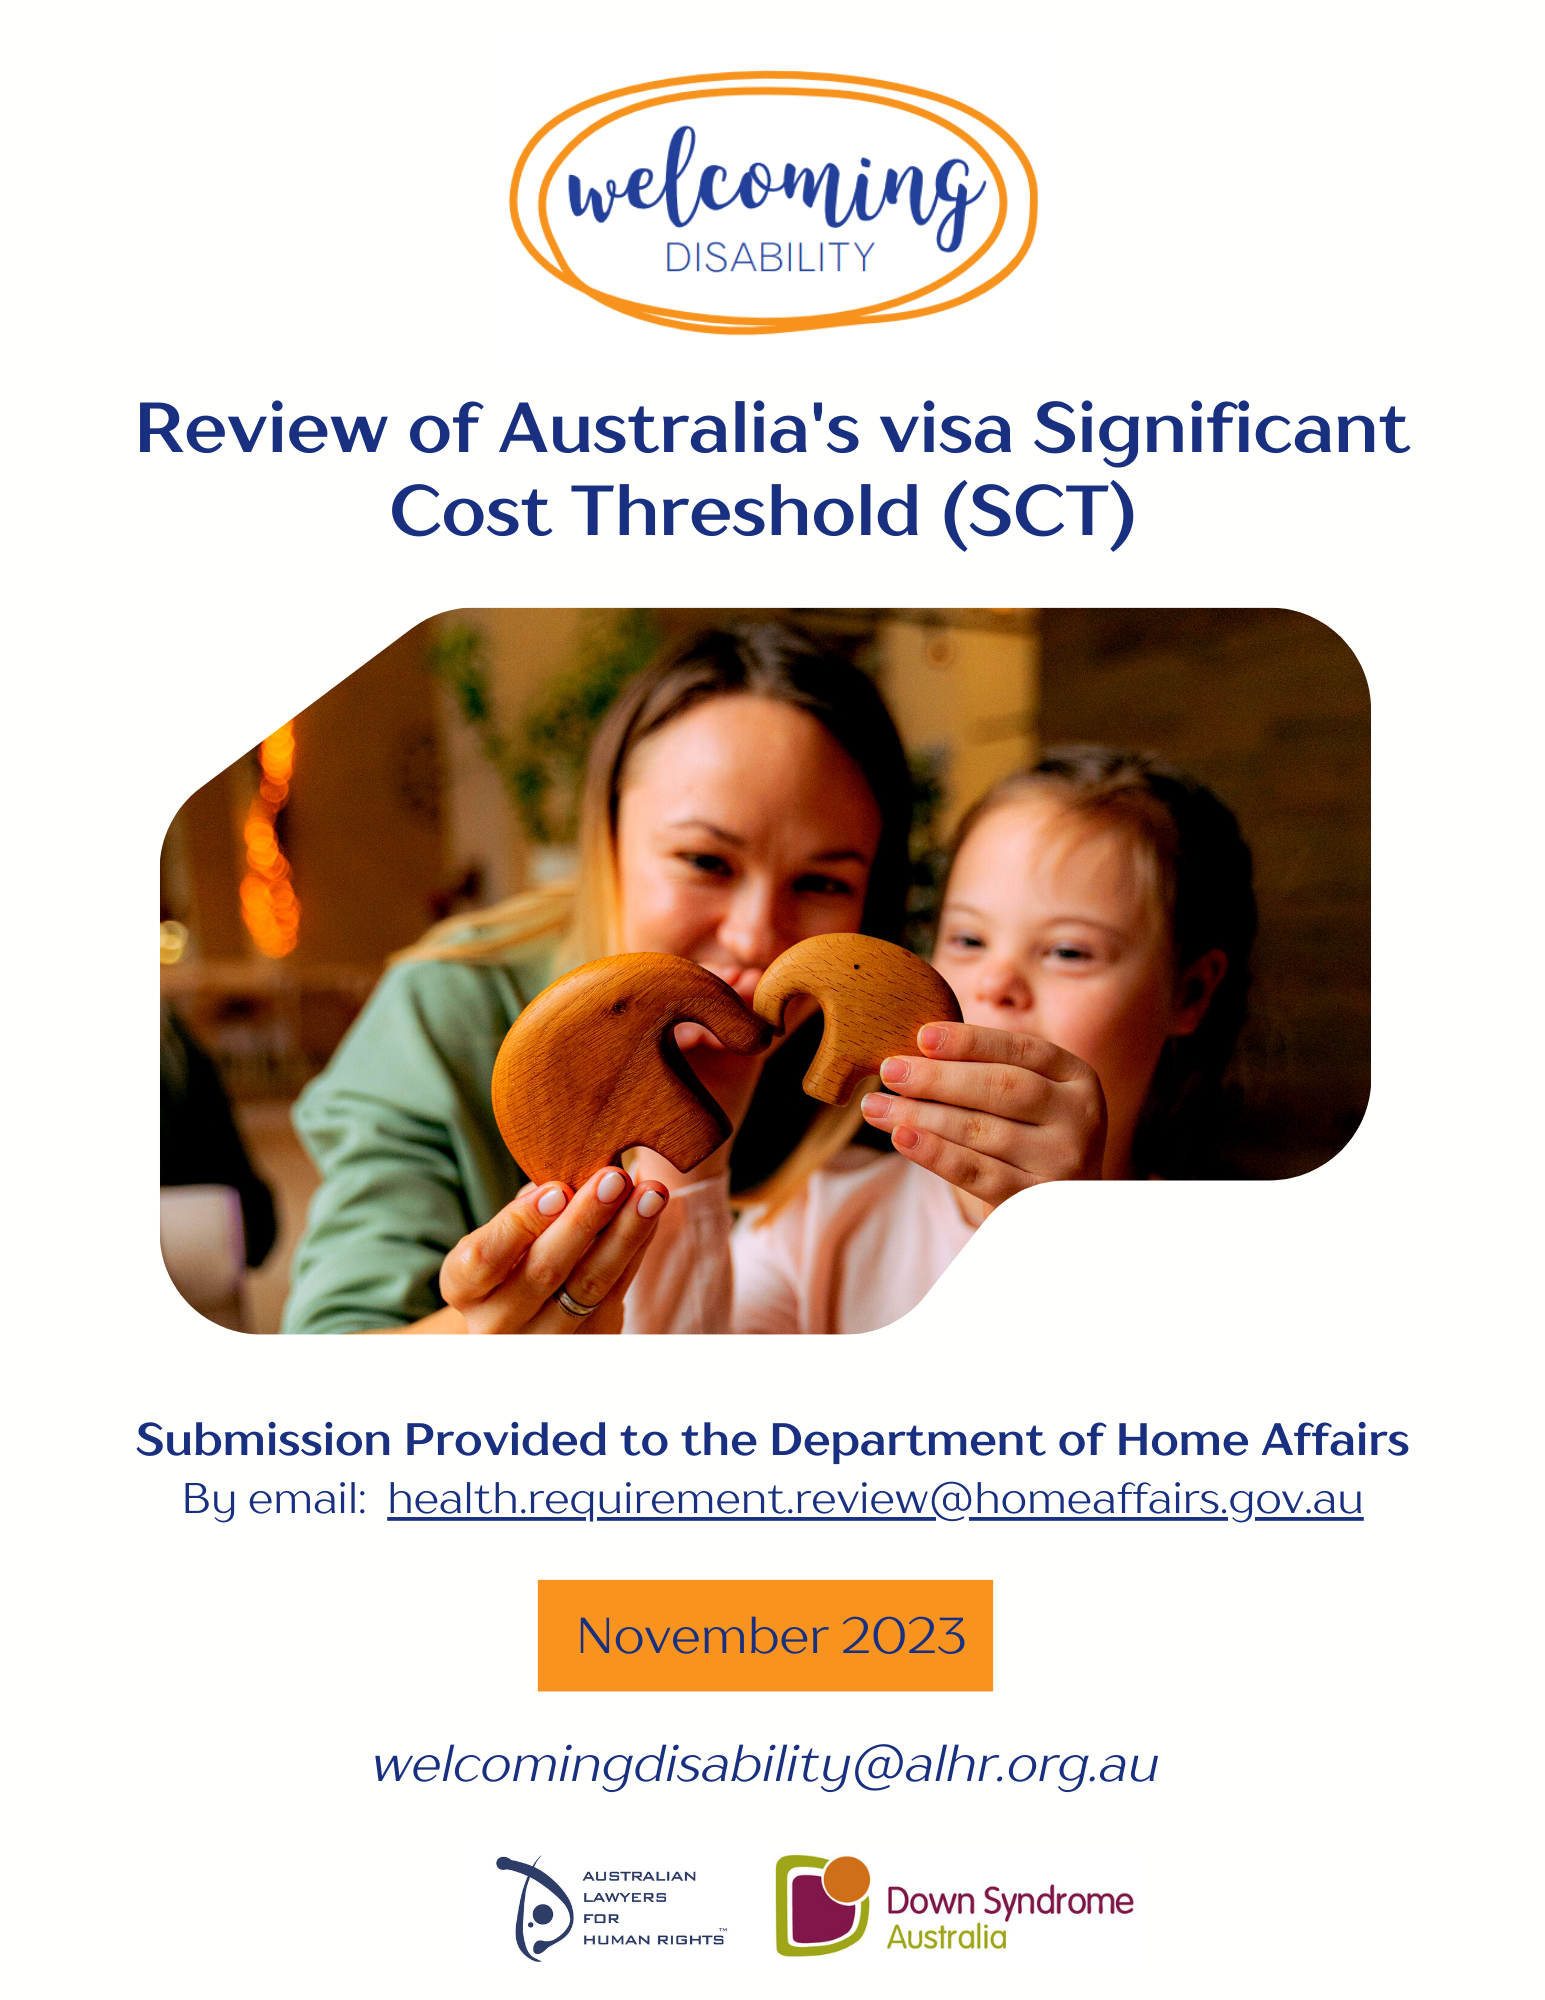 welcoming
DISABILITY
Review of Australia's visa Significant
Cost Threshold (SCT)
Submission Provided to the Department of Home Affairs
By email: health.requirement.review@homeaffairs.gov.au
November 2023
welcomingdisability@alhr.org.au
AUSTRALIAN
LAWYERS
FOR
HUMAN RIGHTS™
Down Syndrome
Australia